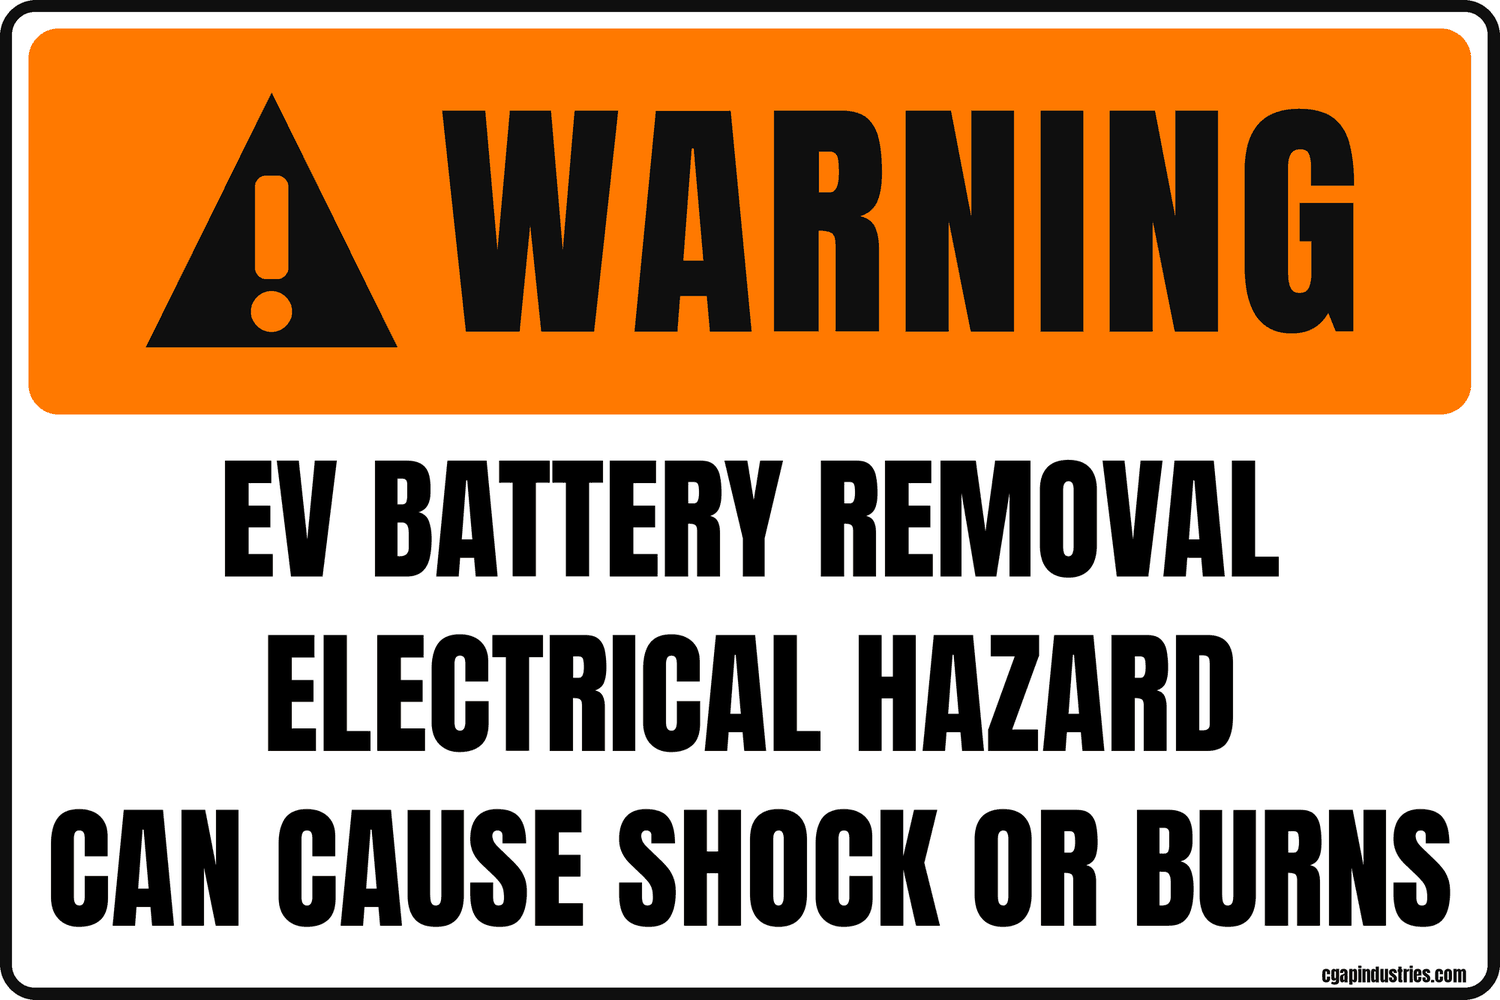 WARNING
EV BATTERY REMOVAL
ELECTRICAL HAZARD
CAN CAUSE SHOCK OR BURNS
cgapindustries.com